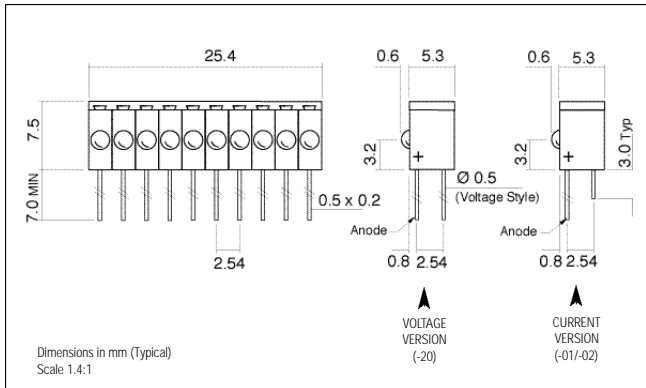 25.4
7.5
7.0 MIN
0.5 x 0.2
2.54
0.6
5.3
3.2
+
Ø 0.5
(Voltage Style)
Anode
0.8
2.54
VOLTAGE
VERSION
(-20)
0.6
5.3
3.2
3.0 Typ
+
Anode
0.8
2.54
CURRENT
VERSION
(-01/-02)
Dimensions in mm (Typical)
Scale 1.4:1